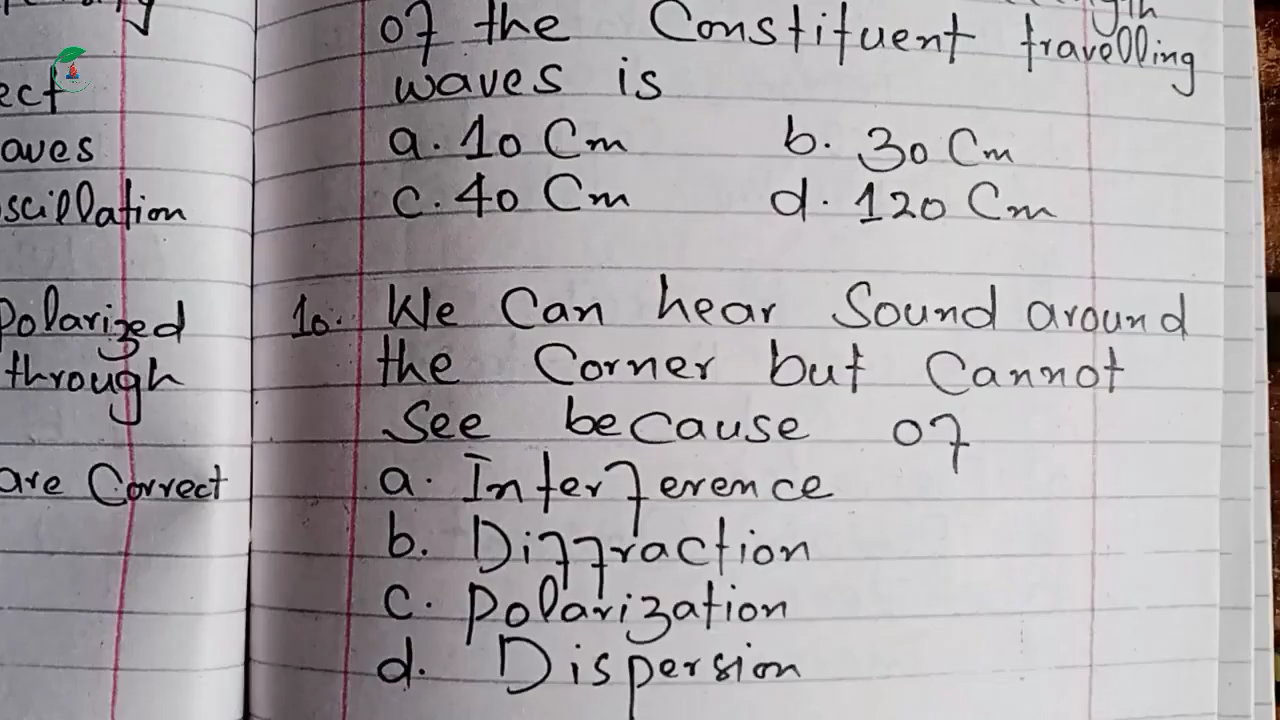 ect
aves
scillation
Polarized
through
are Correct
of the Constituent travelling
waves is
a. 10 Cm b. 30 Cm
c. 40 Cm d. 120 Cm
10. We Can hear Sound around
the Corner but Cannot
See because of
a. Interference
b. Diffraction
c. Polarization
d. Dispersion